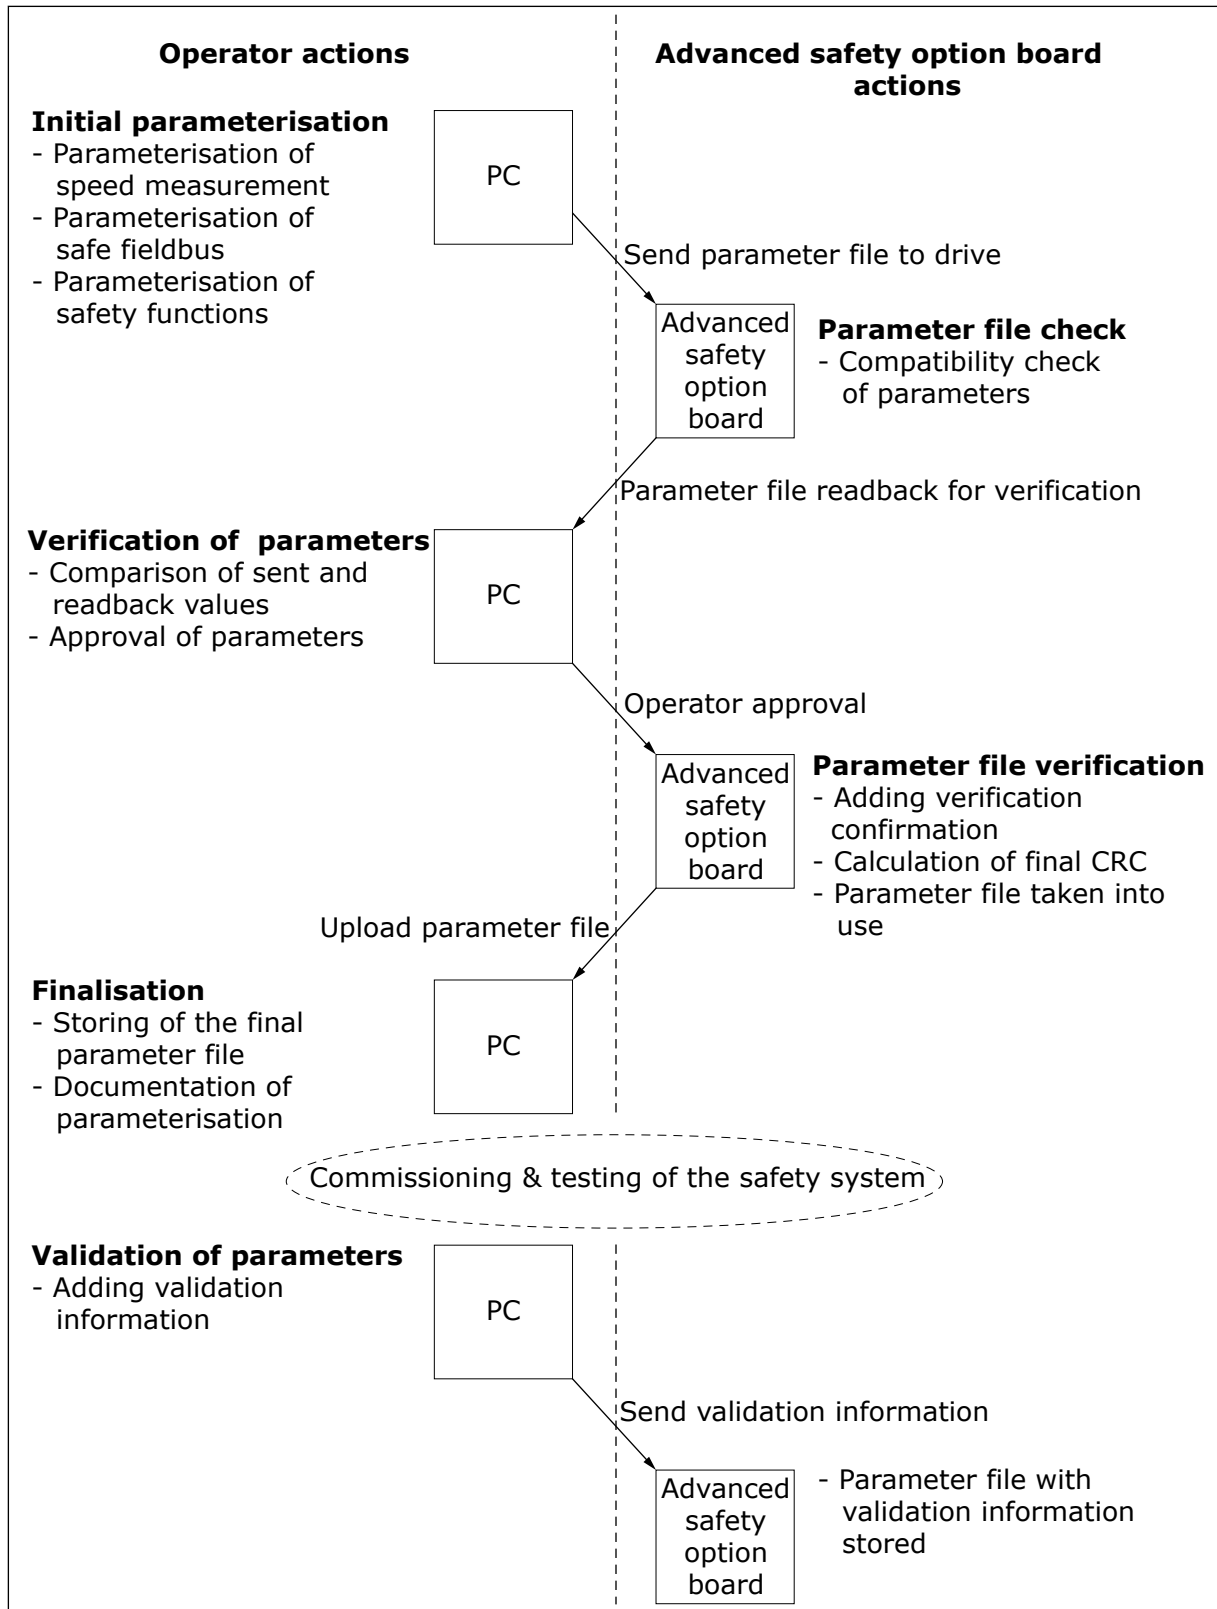 Operator actions
Advanced safety option board
actions
Initial parameterisation
- Parameterisation of
speed measurement
- Parameterisation of
safe fieldbus
- Parameterisation of
safety functions
PC
Send parameter file to drive
Advanced
safety
option
board
Parameter file check
- Compatibility check
of parameters
Parameter file readback for verification
Verification of  parameters
- Comparison of sent and
readback values
- Approval of parameters
PC
Operator approval
Advanced
safety
option
board
Parameter file verification
- Adding verification
confirmation
- Calculation of final CRC
- Parameter file taken into
use
Upload parameter file
Finalisation
- Storing of the final
parameter file
- Documentation of
parameterisation
PC
Commissioning & testing of the safety system
Validation of parameters
- Adding validation
information
PC
Send validation information
Advanced
safety
option
board
- Parameter file with
validation information
stored